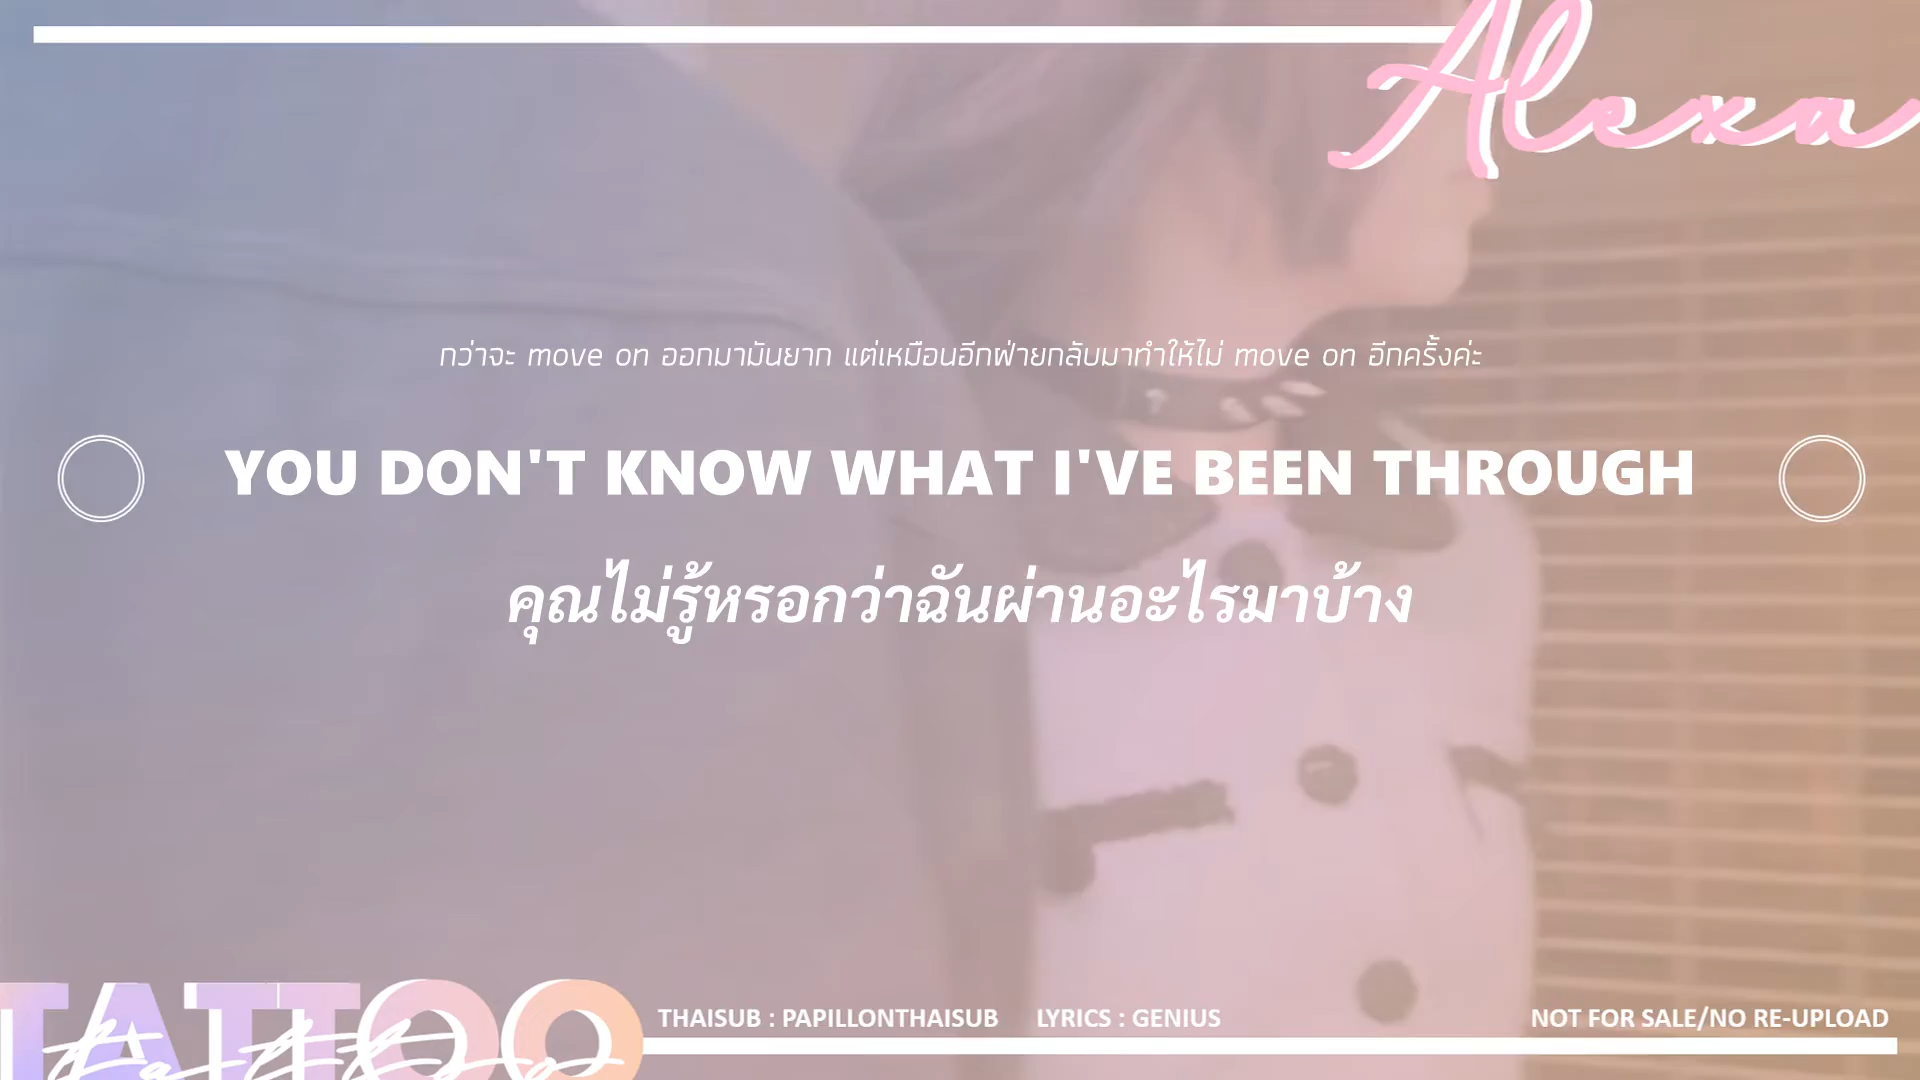 Alexa
กว่าจะ move on ออกมามันยาก แต่เหมือนอีกฝ่ายกลับมาทำให้ไม่ move on อีกครั้งค่ะ
YOU DON'T KNOW WHAT I'VE BEEN THROUGH
คุณไม่รู้หรอกว่าฉันผ่านอะไรมาบ้าง
TATTOO
Tattoo
THAISUB : PAPILLONTHAISUB LYRICS : GENIUS
NOT FOR SALE/NO RE-UPLOAD